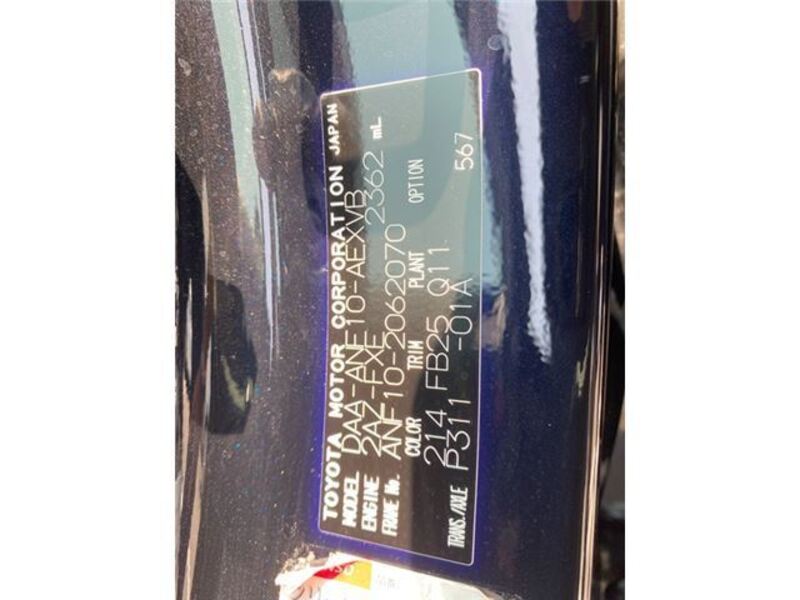 TOYOTA MOTOR CORPORATION JAPAN
MODEL DAA-ANF10-AEXVB
ENGINE 2AZ-FXE 2362 mL
FRAME No. ANF10-2062070
COLOR TRIM PLANT OPTION
214 FB25 Q11
TRANS./AXLE P311 -01A 567